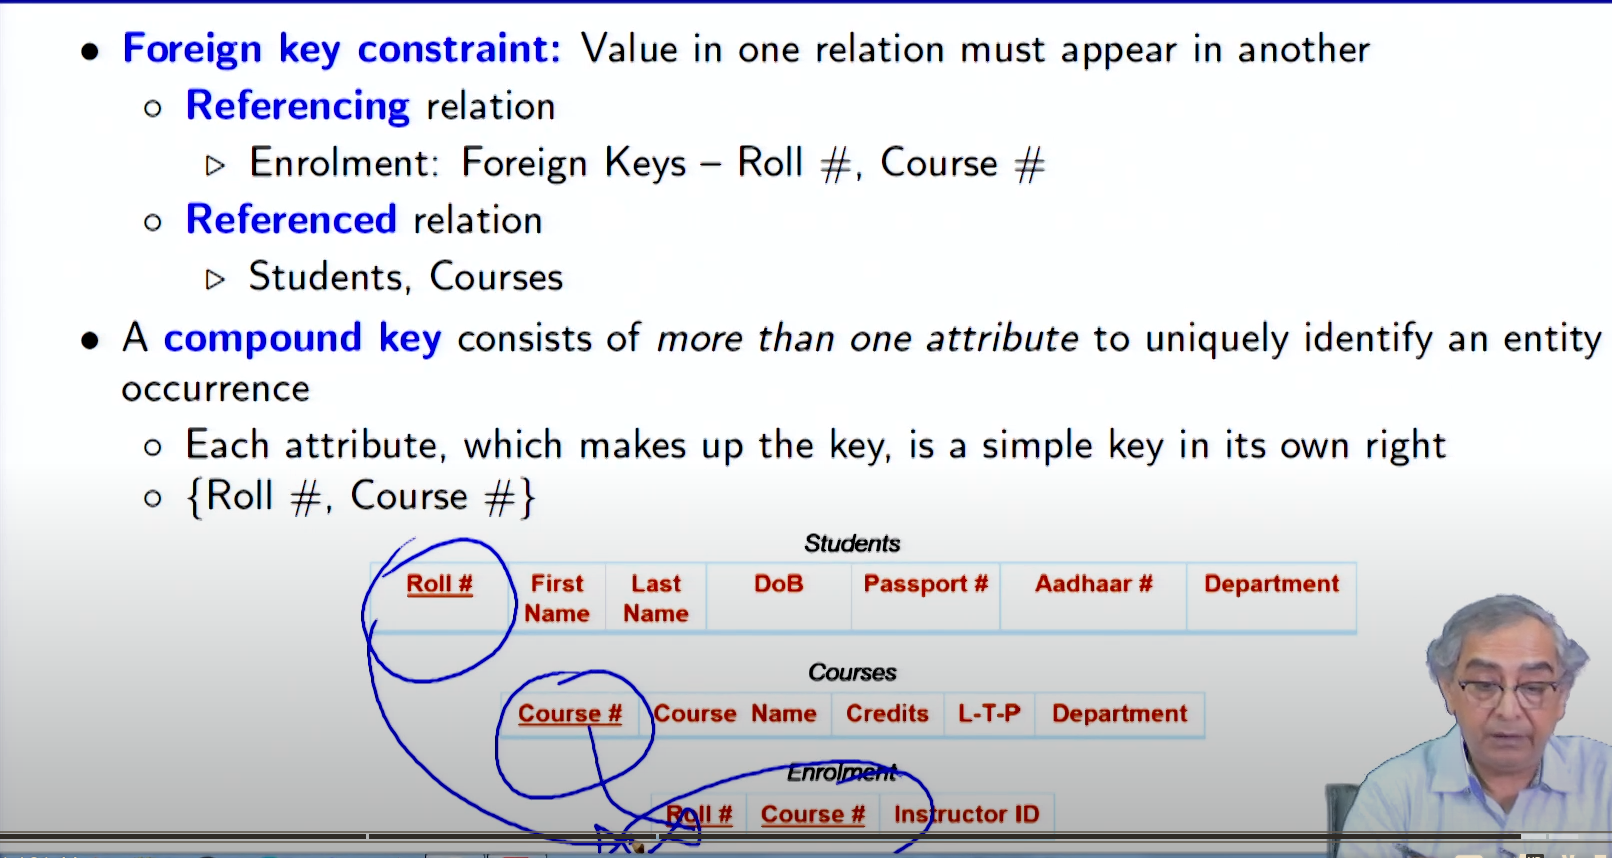 • Foreign key constraint: Value in one relation must appear in another
○ Referencing relation
▷ Enrolment: Foreign Keys – Roll #, Course #
○ Referenced relation
▷ Students, Courses
• A compound key consists of more than one attribute to uniquely identify an entity
occurrence
○ Each attribute, which makes up the key, is a simple key in its own right
○ {Roll #, Course #}
Students
Roll # First Name Last Name DoB Passport # Aadhaar # Department
Courses
Course # Course Name Credits L-T-P Department
Enrolment
Roll # Course # Instructor ID